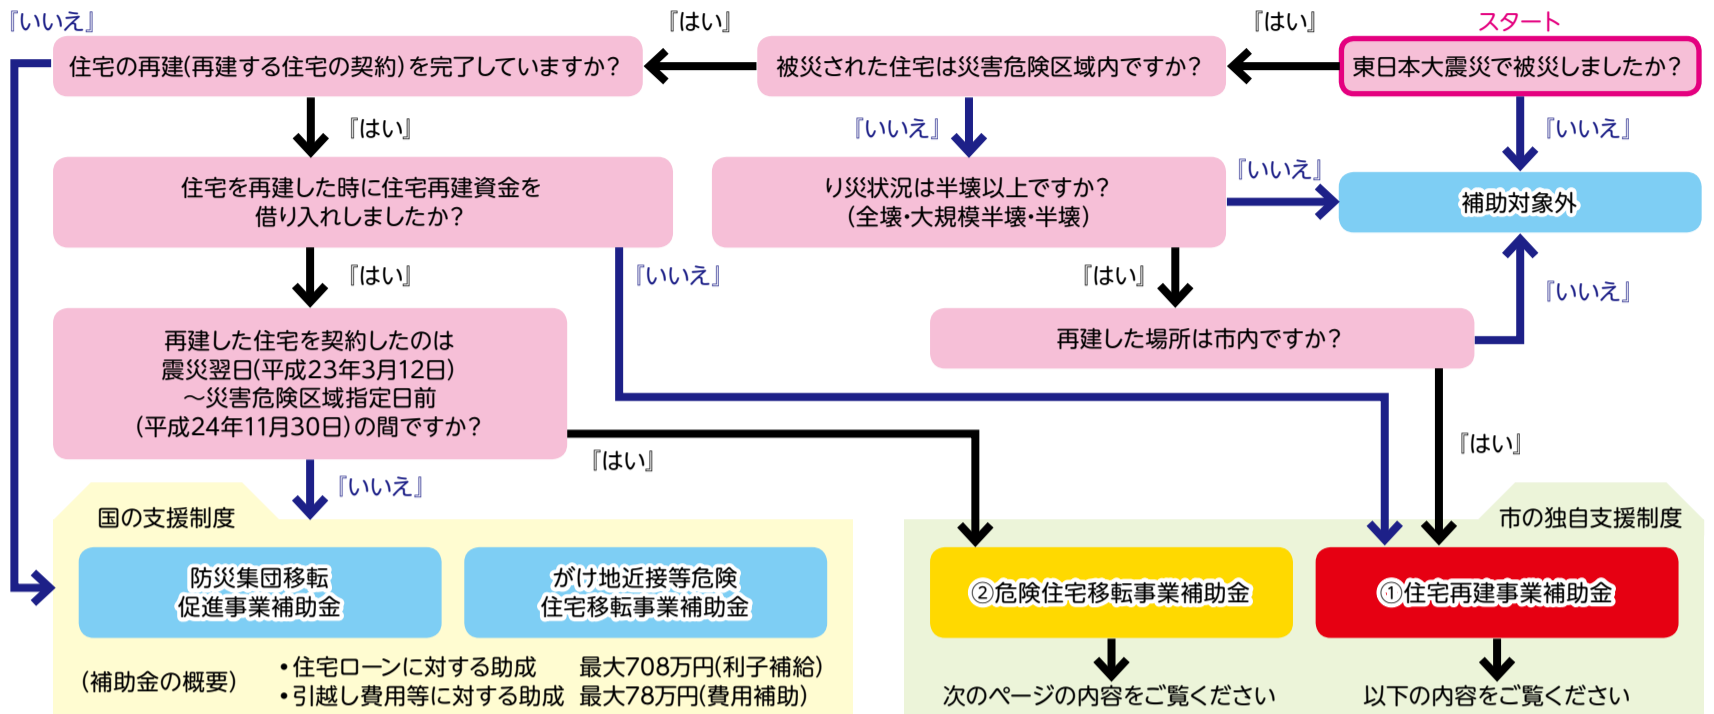 スタート
東日本大震災で被災しましたか？
『はい』
『いいえ』
被災された住宅は災害危険区域内ですか？
『はい』
『いいえ』
住宅の再建(再建する住宅の契約)を完了していますか？
『いいえ』
『はい』
住宅を再建した時に住宅再建資金を
借り入れしましたか？
『はい』
『いいえ』
り災状況は半壊以上ですか？
(全壊・大規模半壊・半壊)
『いいえ』
『はい』
補助対象外
再建した場所は市内ですか？
『いいえ』
『はい』
再建した住宅を契約したのは
震災翌日(平成23年3月12日)
～災害危険区域指定日前
(平成24年11月30日)の間ですか？
『はい』
『いいえ』
国の支援制度
防災集団移転
促進事業補助金
がけ地近接等危険
住宅移転事業補助金
(補助金の概要)
・住宅ローンに対する助成　最大708万円(利子補給)
・引越し費用等に対する助成　最大78万円(費用補助)
市の独自支援制度
②危険住宅移転事業補助金
次のページの内容をご覧ください
①住宅再建事業補助金
以下の内容をご覧ください